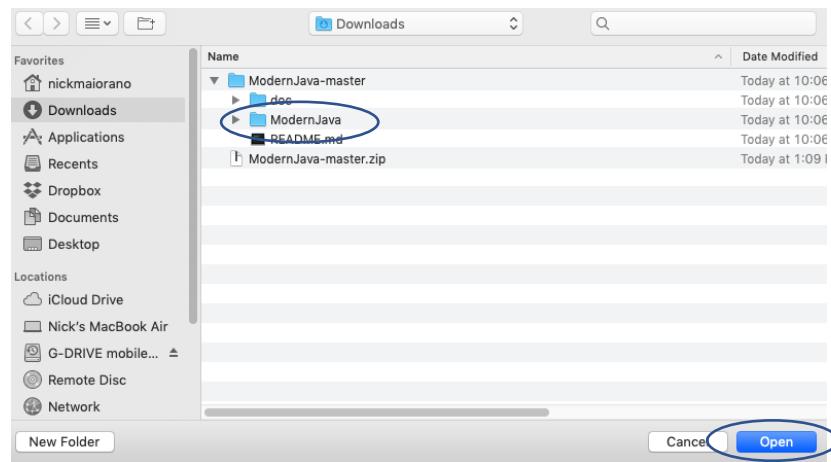 Downloads
Favorites
Name
Date Modified
nickmaiorano
ModernJava-master
Today at 10:06
Downloads
doc
Today at 10:06
Applications
ModernJava
Today at 10:06
README.md
Today at 10:06
Recents
ModernJava-master.zip
Today at 1:09
Dropbox
Documents
Desktop
Locations
iCloud Drive
Nick's MacBook Air
G-DRIVE mobile...
Remote Disc
Network
New Folder
Cancel
Open